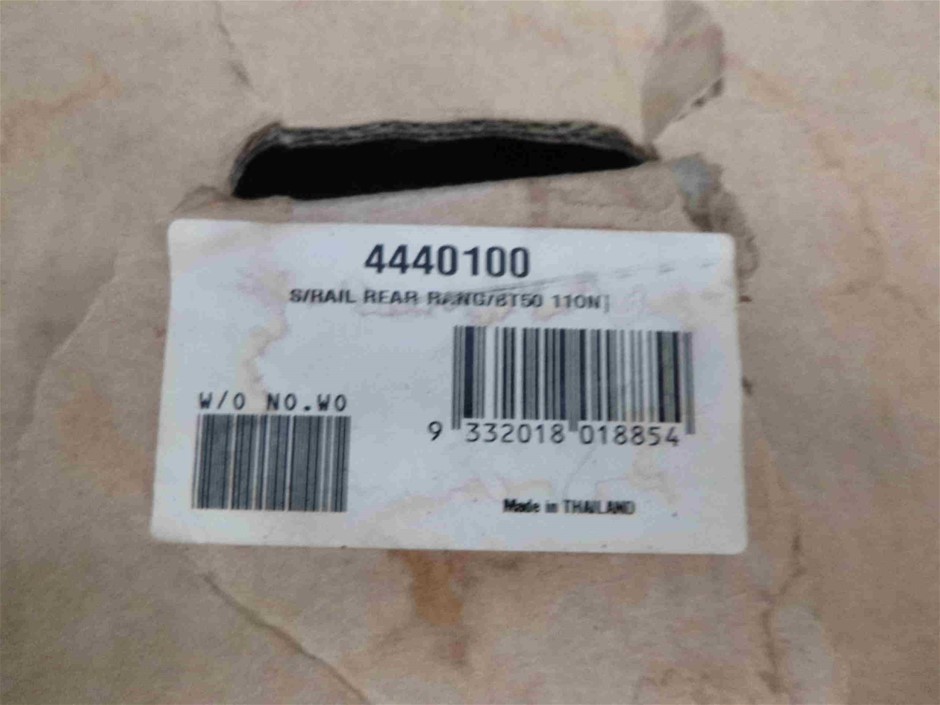 4440100
S/RAIL REAR RANG/BT50 11ON]
W/O NO.WO
9 332018 018854
Made in THAILAND